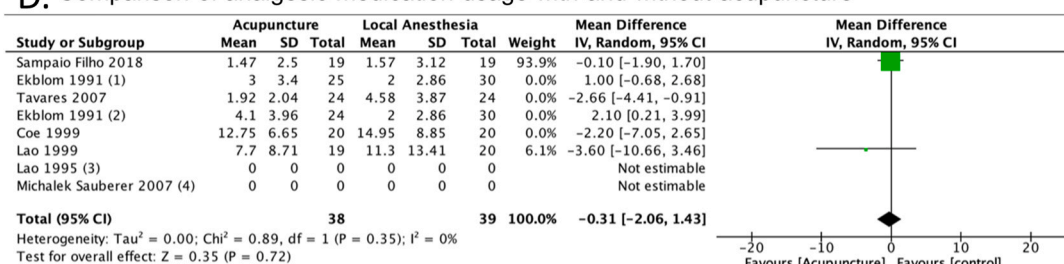 D. Comparison of analgesic medication usage with and without acupuncture
Acupuncture Local Anesthesia Mean Difference Mean Difference
Study or Subgroup Mean SD Total Mean SD Total Weight IV, Random, 95% CI IV, Random, 95% CI
Sampaio Filho 2018 1.47 2.5 19 1.57 3.12 19 93.9% -0.10 [-1.90, 1.70]
Ekblom 1991 (1) 3 3.4 25 2 2.86 30 0.0% 1.00 [-0.68, 2.68]
Tavares 2007 1.92 2.04 24 4.58 3.87 24 0.0% -2.66 [-4.41, -0.91]
Ekblom 1991 (2) 4.1 3.96 24 2 2.86 30 0.0% 2.10 [0.21, 3.99]
Coe 1999 12.75 6.65 20 14.95 8.85 20 0.0% -2.20 [-7.05, 2.65]
Lao 1999 7.7 8.71 19 11.3 13.41 20 6.1% -3.60 [-10.66, 3.46]
Lao 1995 (3) 0 0 0 0 0 0 Not estimable
Michalek Sauberer 2007 (4) 0 0 0 0 0 0 Not estimable
Total (95% CI) 38 39 100.0% -0.31 [-2.06, 1.43]
Heterogeneity: Tau² = 0.00; Chi² = 0.89, df = 1 (P = 0.35); I² = 0%
Test for overall effect: Z = 0.35 (P = 0.72)
-20 -10 0 10 20
Favours [Acupuncture] Favours [control]